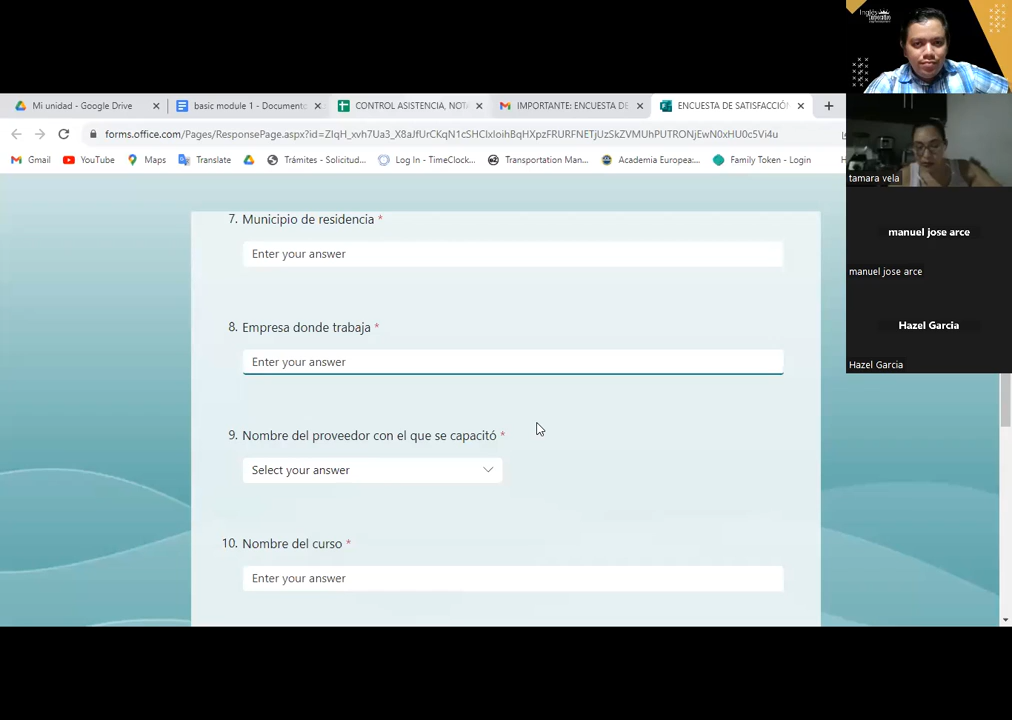 Mi unidad - Google Drive
basic module 1 - Documento
CONTROL ASISTENCIA, NOT
IMPORTANTE: ENCUESTA DE
ENCUESTA DE SATISFACCIÓN
forms.office.com/Pages/ResponsePage.aspx?id=ZIqH_xvh7Ua3_X8aJfUrCKqN1cSHClxIoihBqHXpzFRURFNETjUzSkZVMUhPUTRONjEwN0xHU0c5Vi4u
Gmail
YouTube
Maps
Translate
Trámites - Solicitud...
Log In - TimeClock...
Transportation Man...
Academia Europea:...
Family Token - Login
7. Municipio de residencia *
Enter your answer
8. Empresa donde trabaja *
Enter your answer
9. Nombre del proveedor con el que se capacitó *
Select your answer
10. Nombre del curso *
Enter your answer
Inglés
tamara vela
manuel jose arce
manuel jose arce
Hazel Garcia
Hazel Garcia